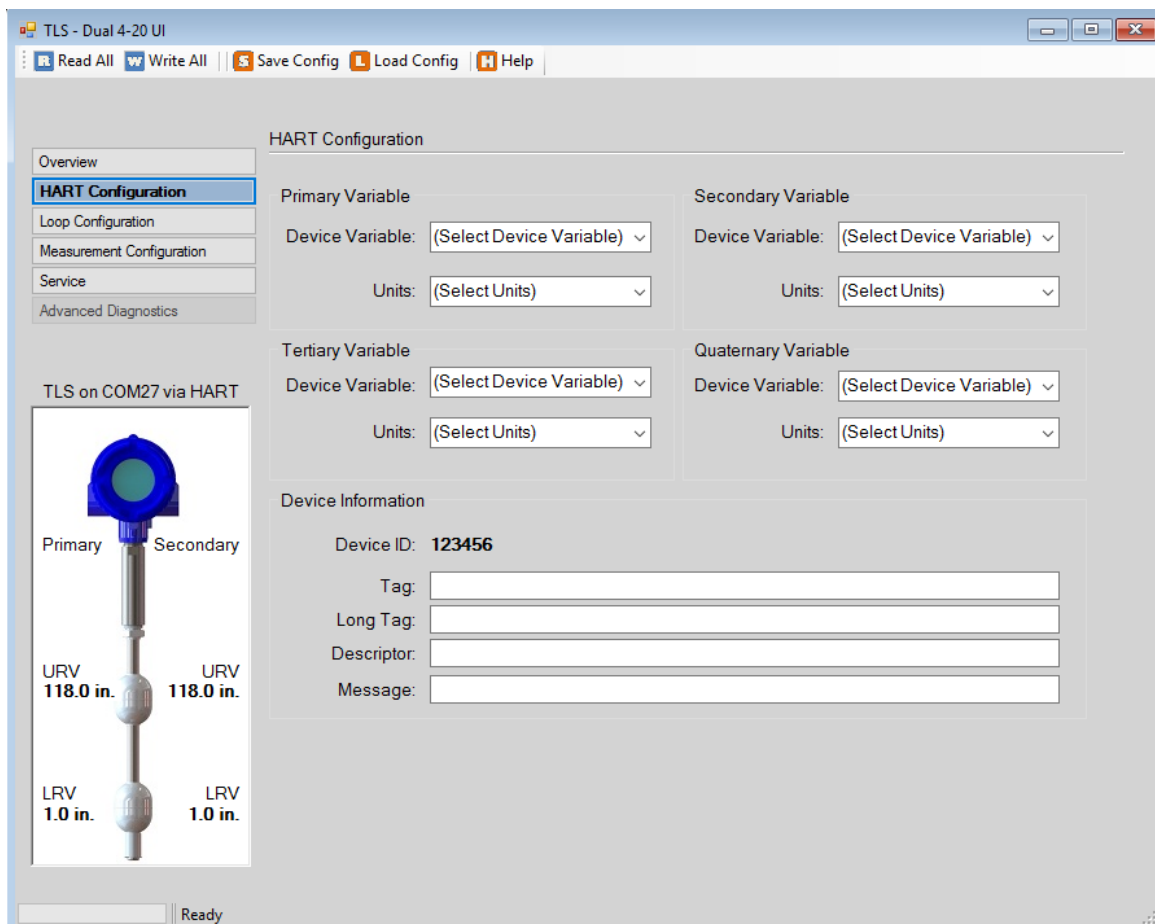 TLS - Dual 4-20 UI
R Read All W Write All S Save Config L Load Config H Help
HART Configuration
Overview
HART Configuration
Loop Configuration
Measurement Configuration
Service
Advanced Diagnostics
Primary Variable
Device Variable: (Select Device Variable)
Units: (Select Units)
Secondary Variable
Device Variable: (Select Device Variable)
Units: (Select Units)
Tertiary Variable
Device Variable: (Select Device Variable)
Units: (Select Units)
Quaternary Variable
Device Variable: (Select Device Variable)
Units: (Select Units)
TLS on COM27 via HART
Primary Secondary
URV URV
118.0 in. 118.0 in.
LRV LRV
1.0 in. 1.0 in.
Device Information
Device ID: 123456
Tag:
Long Tag:
Descriptor:
Message:
Ready